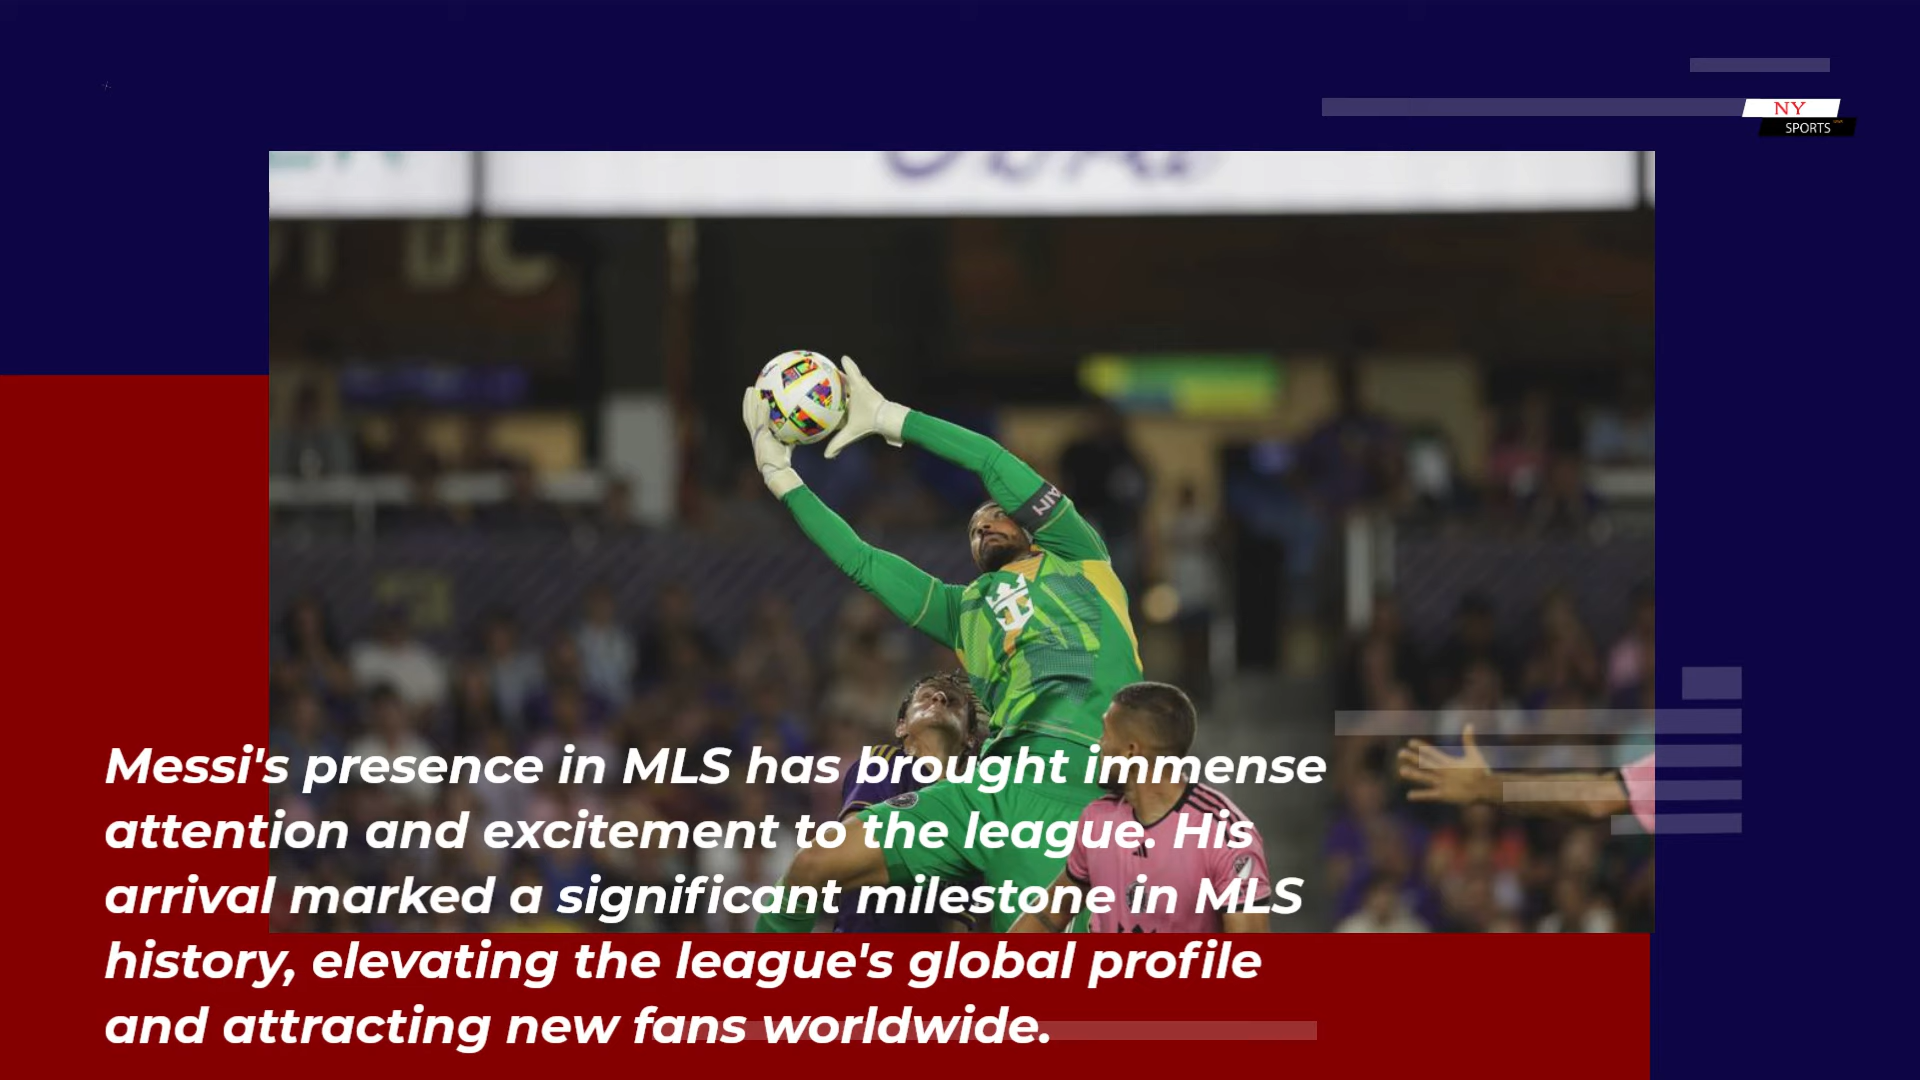 NY
SPORTS
AIN
Messi's presence in MLS has brought immense
attention and excitement to the league. His
arrival marked a significant milestone in MLS
history, elevating the league's global profile
and attracting new fans worldwide.